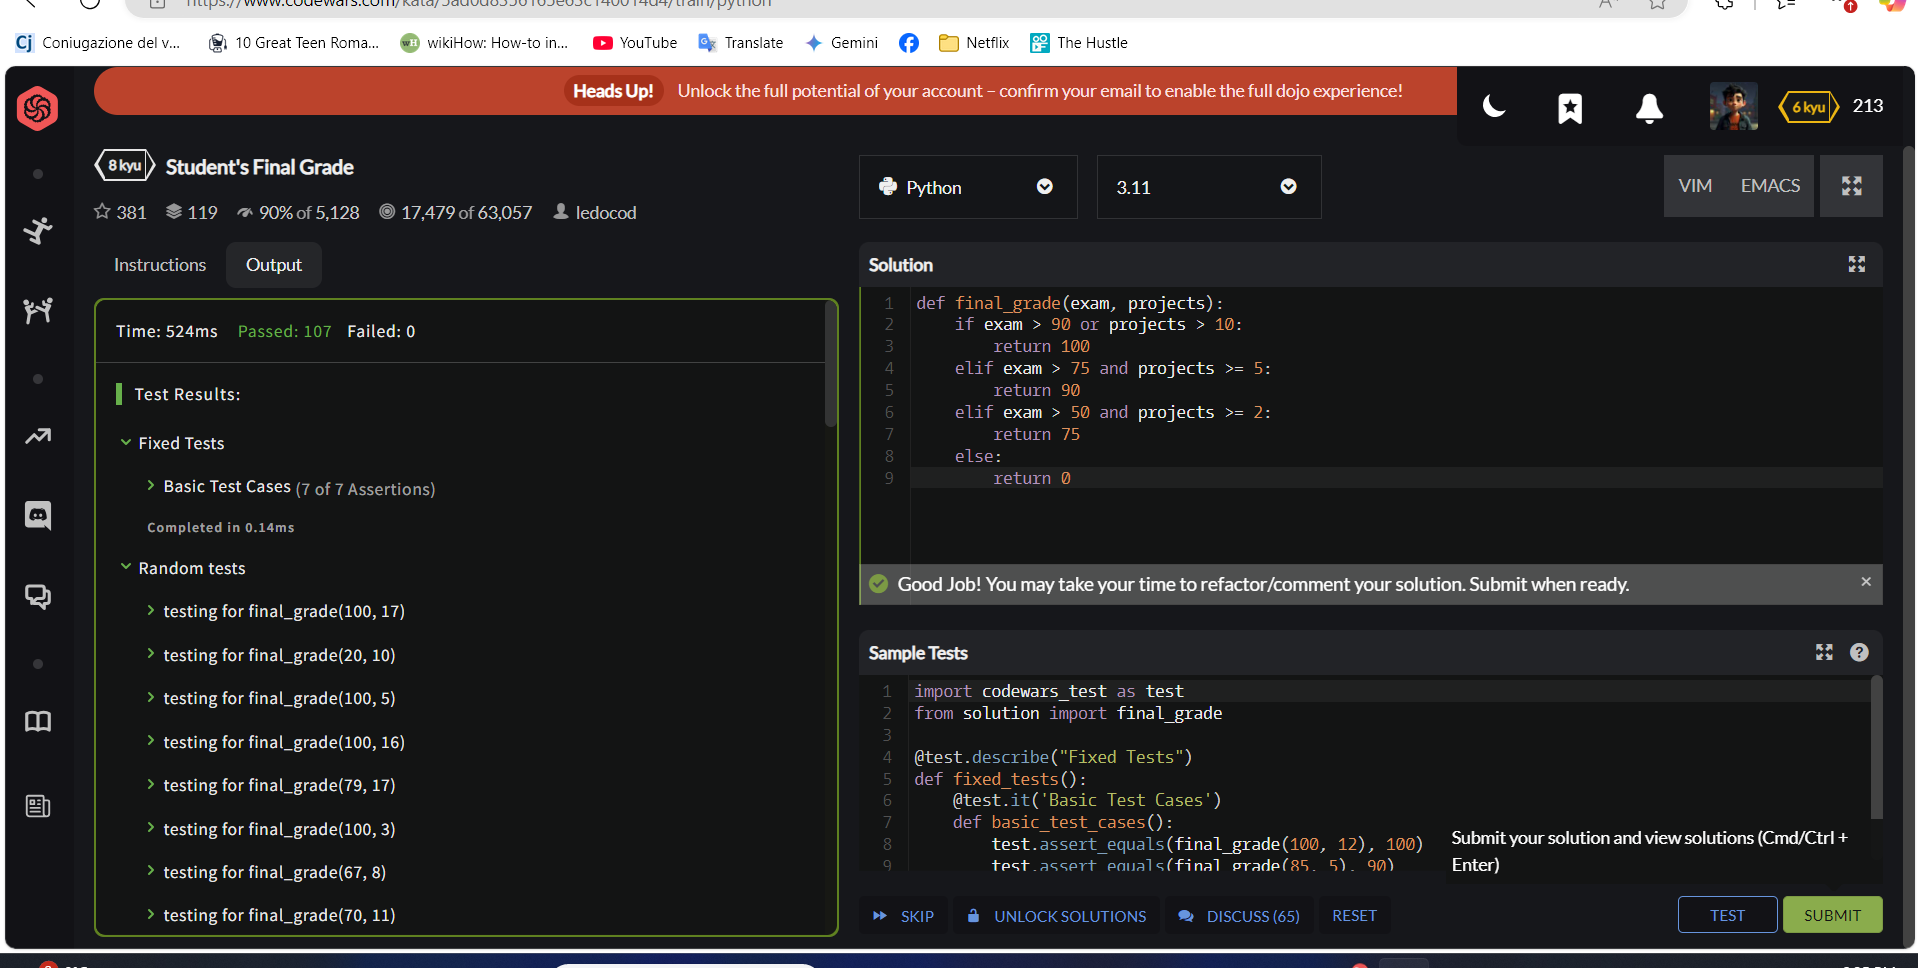 https://www.codewars.com/kata/5ad0d8356165e63c140014d4/train/python
Cj Coniugazione del v...
10 Great Teen Roma...
wH wikiHow: How-to in...
YouTube
Translate
Gemini
Netflix
The Hustle
Heads Up! Unlock the full potential of your account – confirm your email to enable the full dojo experience!
6 kyu 213
8 kyu Student's Final Grade
381 119 90% of 5,128 17,479 of 63,057 ledocod
Instructions Output
Time: 524ms Passed: 107 Failed: 0
Test Results:
Fixed Tests
Basic Test Cases (7 of 7 Assertions)
Completed in 0.14ms
Random tests
testing for final_grade(100, 17)
testing for final_grade(20, 10)
testing for final_grade(100, 5)
testing for final_grade(100, 16)
testing for final_grade(79, 17)
testing for final_grade(100, 3)
testing for final_grade(67, 8)
testing for final_grade(70, 11)
Python 3.11 VIM EMACS
Solution
1 def final_grade(exam, projects):
2     if exam > 90 or projects > 10:
3         return 100
4     elif exam > 75 and projects >= 5:
5         return 90
6     elif exam > 50 and projects >= 2:
7         return 75
8     else:
9         return 0
Good Job! You may take your time to refactor/comment your solution. Submit when ready.
Sample Tests
1 import codewars_test as test
2 from solution import final_grade
3
4 @test.describe("Fixed Tests")
5 def fixed_tests():
6     @test.it('Basic Test Cases')
7     def basic_test_cases():
8         test.assert_equals(final_grade(100, 12), 100)
9         test.assert_equals(final_grade(85, 5), 90)
Submit your solution and view solutions (Cmd/Ctrl +
Enter)
SKIP UNLOCK SOLUTIONS DISCUSS (65) RESET TEST SUBMIT